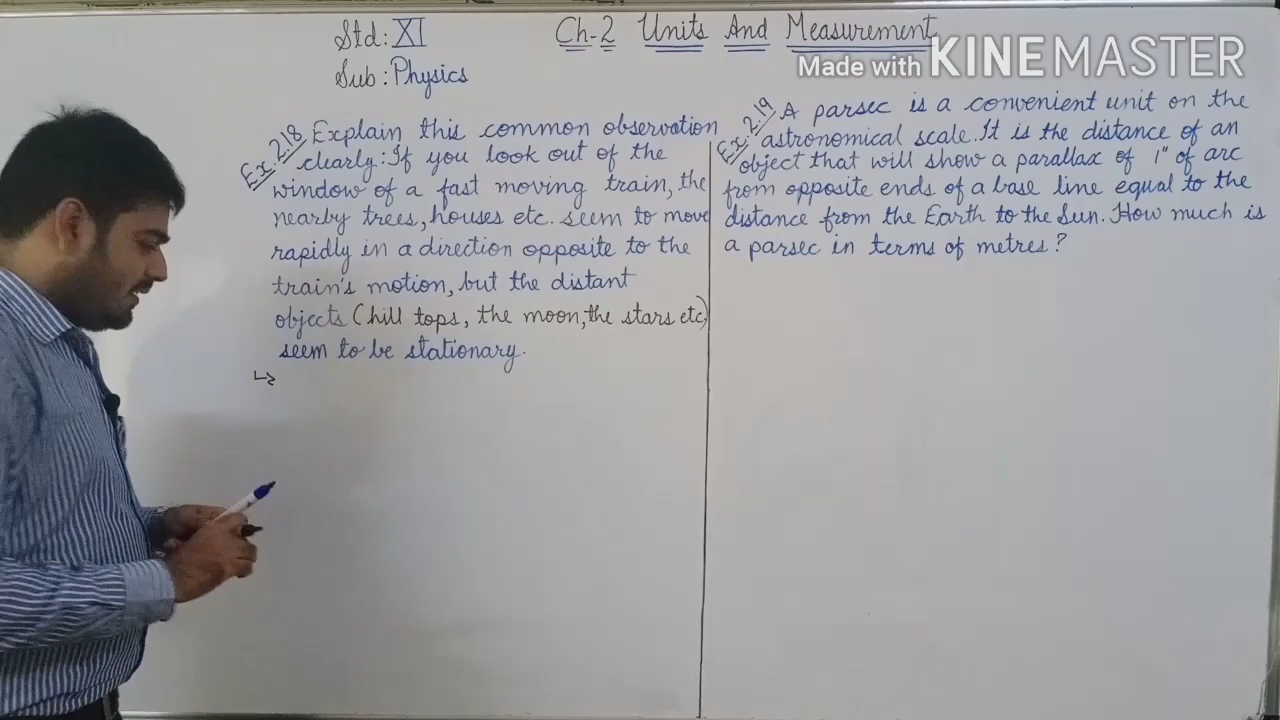 Std: XI
Ch-2 Units And Measurement
Sub: Physics
Made with KINEMASTER
Ex. 2.18 Explain this common observation
clearly: If you look out of the
window of a fast moving train, the
nearby trees, houses etc. seem to move
rapidly in a direction opposite to the
train's motion, but the distant
objects (hill tops, the moon, the stars etc)
seem to be stationary.
Ex: 2.19 A parsec is a convenient unit on the
astronomical scale. It is the distance of an
object that will show a parallax of 1" of arc
from opposite ends of a base line equal to the
distance from the Earth to the Sun. How much is
a parsec in terms of metres?